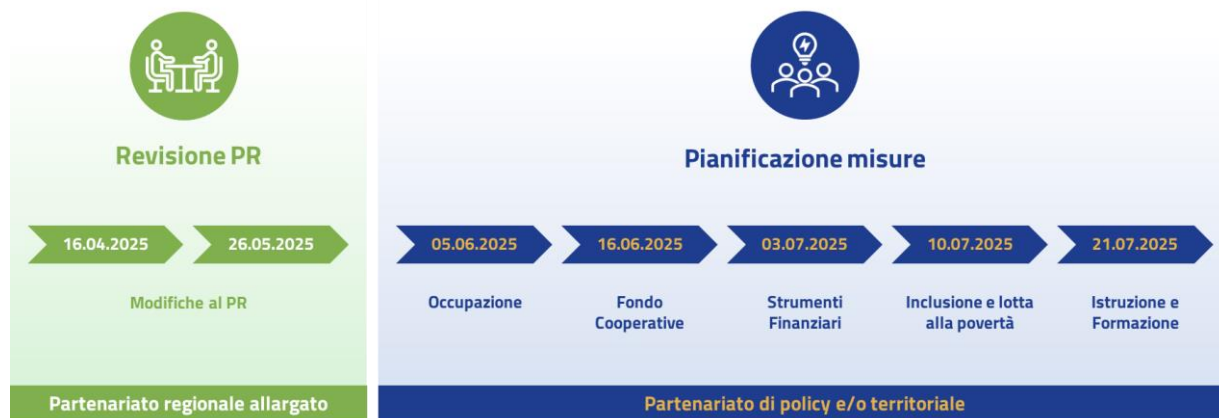 Revisione PR
16.04.2025
26.05.2025
Modifiche al PR
Partenariato regionale allargato
Pianificazione misure
05.06.2025
16.06.2025
03.07.2025
10.07.2025
21.07.2025
Occupazione
Fondo
Cooperative
Strumenti
Finanziari
Inclusione e lotta
alla povertà
Istruzione e
Formazione
Partenariato di policy e/o territoriale